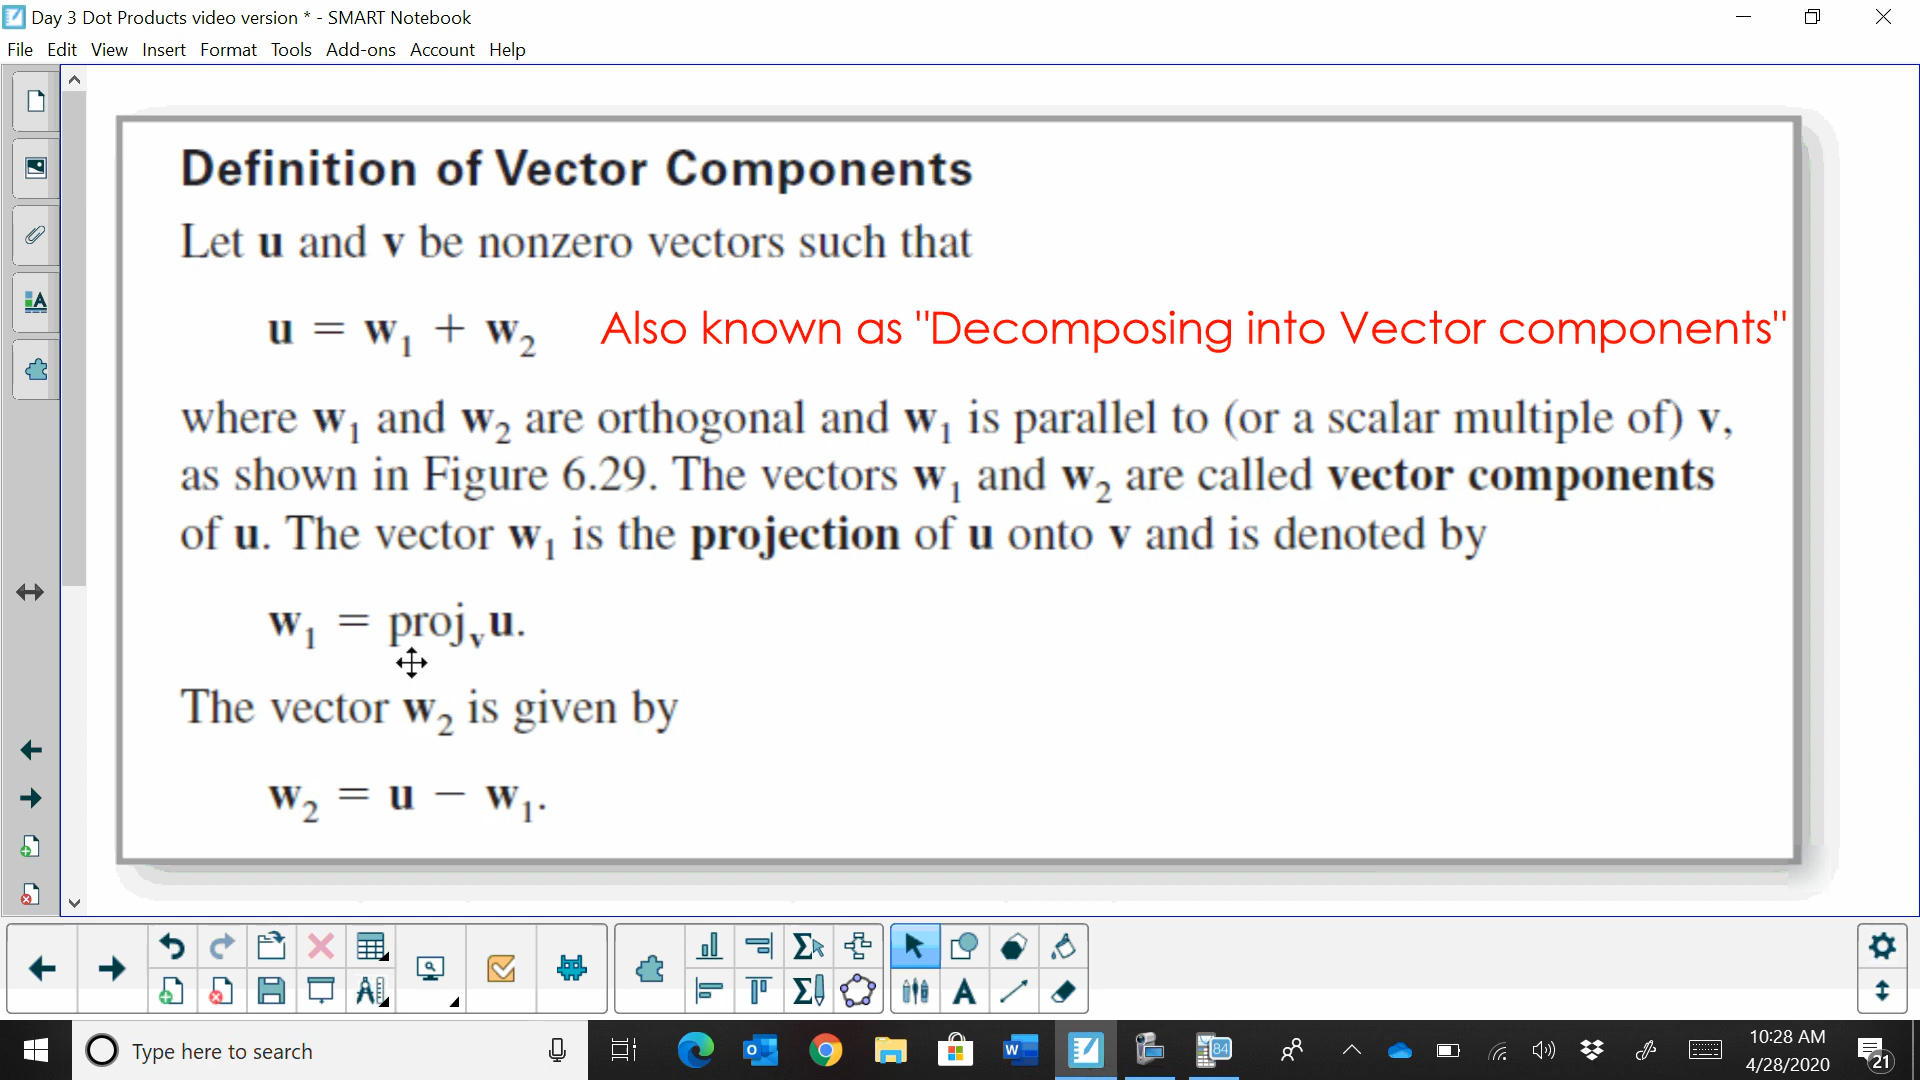 Day 3 Dot Products video version * - SMART Notebook
File Edit View Insert Format Tools Add-ons Account Help
Definition of Vector Components
Let u and v be nonzero vectors such that
u = w₁ + w₂ Also known as "Decomposing into Vector components"
where w₁ and w₂ are orthogonal and w₁ is parallel to (or a scalar multiple of) v,
as shown in Figure 6.29. The vectors w₁ and w₂ are called vector components
of u. The vector w₁ is the projection of u onto v and is denoted by
w₁ = projᵥu.
The vector w₂ is given by
w₂ = u − w₁.
Type here to search
84
10:28 AM
4/28/2020
21